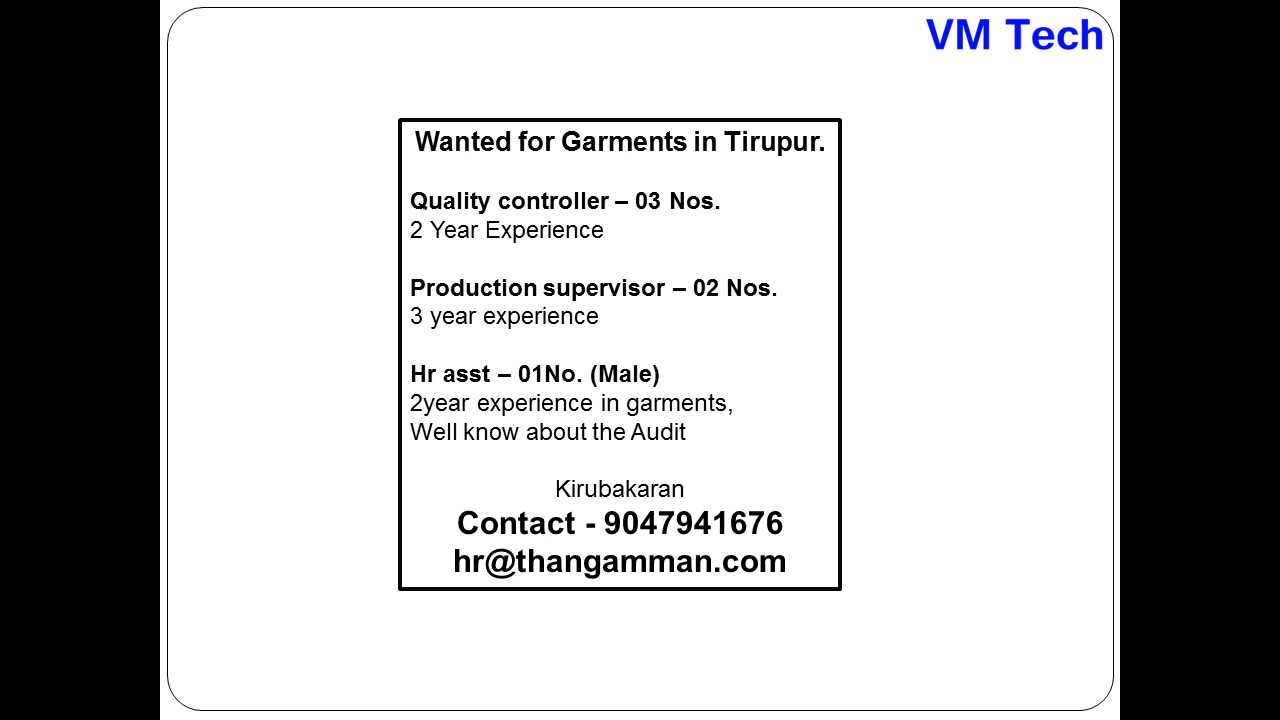 VM Tech
Wanted for Garments in Tirupur.
Quality controller – 03 Nos.
2 Year Experience
Production supervisor – 02 Nos.
3 year experience
Hr asst – 01No. (Male)
2year experience in garments,
Well know about the Audit
Kirubakaran
Contact - 9047941676
hr@thangamman.com